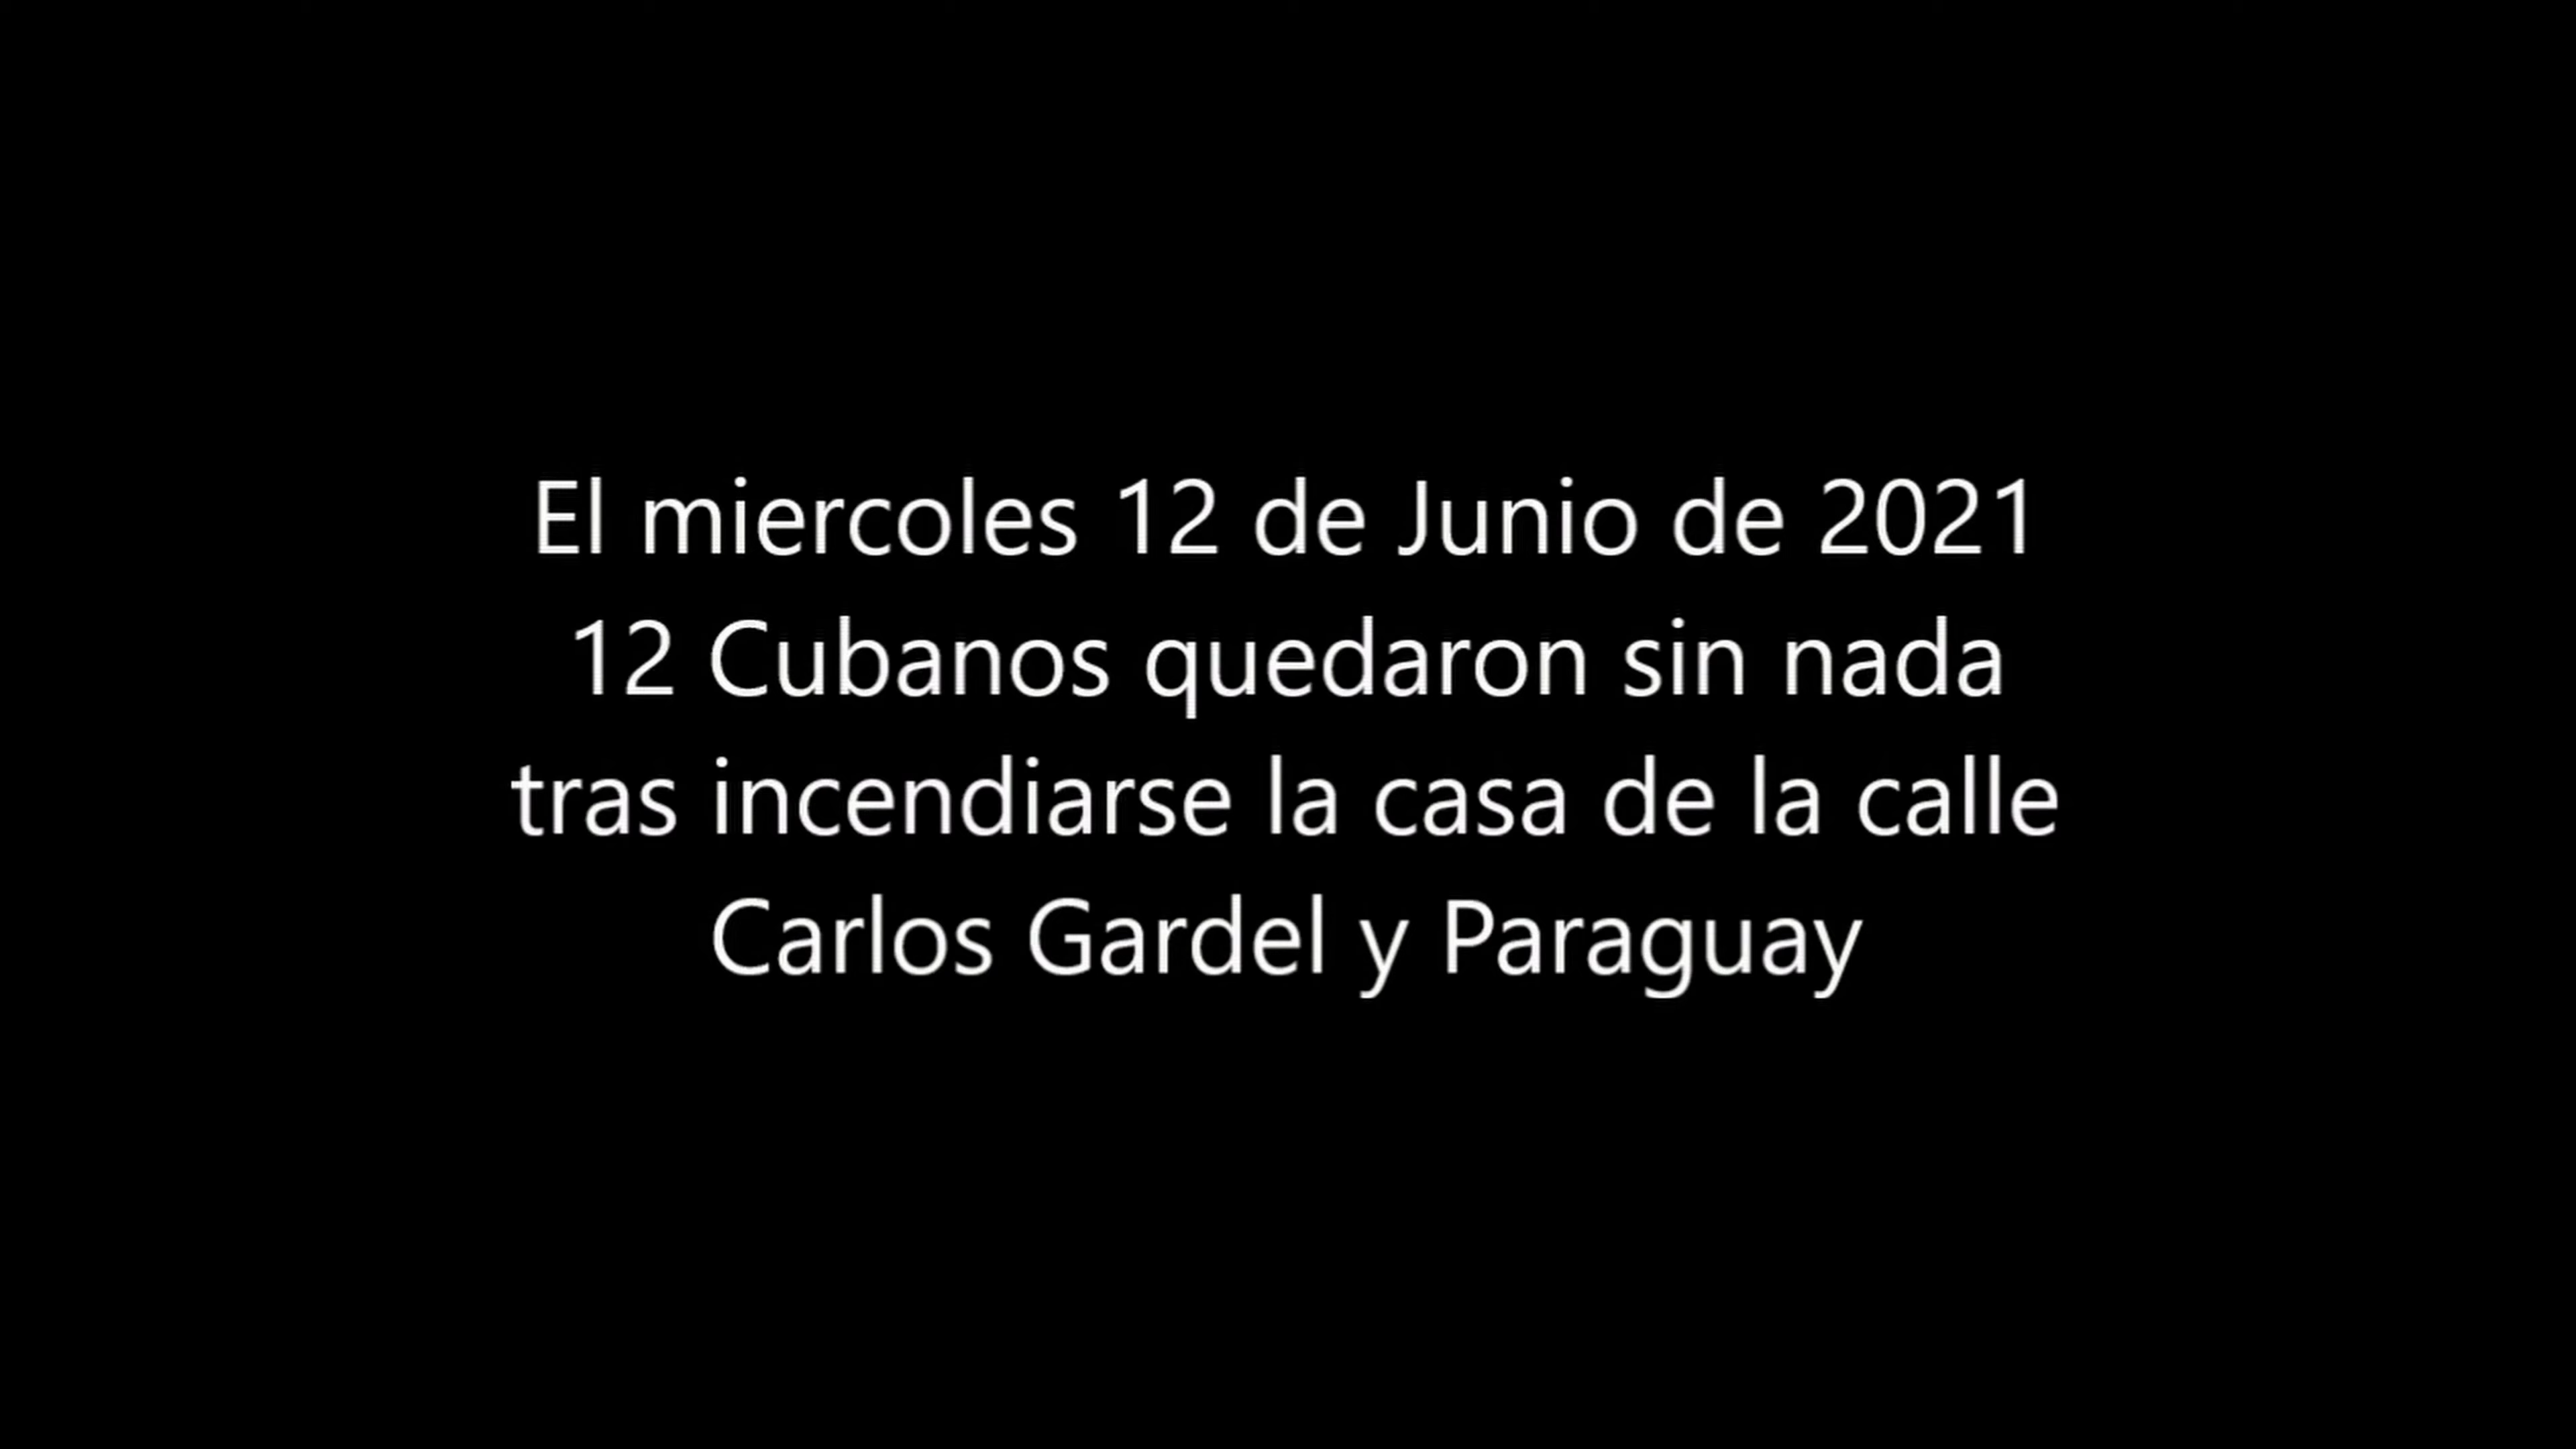 El miercoles 12 de Junio de 2021
12 Cubanos quedaron sin nada
tras incendiarse la casa de la calle
Carlos Gardel y Paraguay